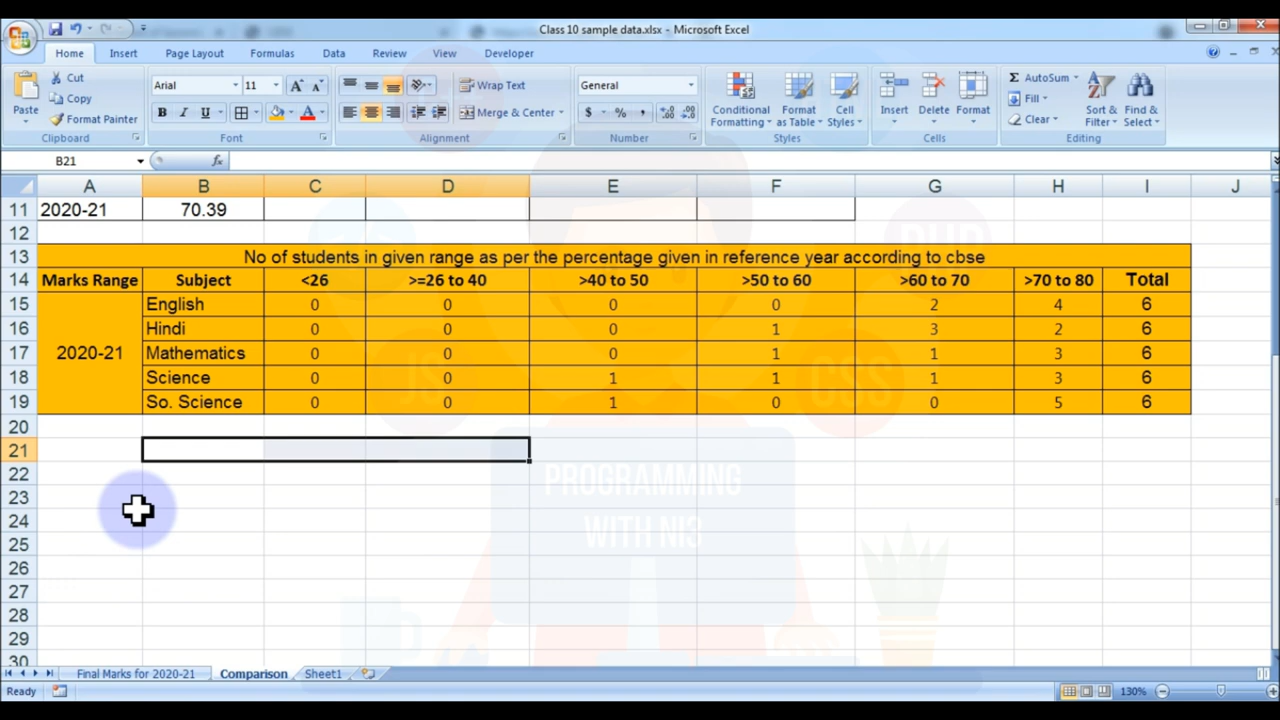 Class 10 sample data.xlsx - Microsoft Excel
Home Insert Page Layout Formulas Data Review View Developer
Paste Cut Copy Format Painter Clipboard
Arial 11 A A B I U A Font
Wrap Text Merge & Center Alignment
General $ % , Number
Conditional Formatting Format as Table Cell Styles Styles
Insert Delete Format Cells
Σ AutoSum Fill Clear Sort & Filter Find & Select Editing
B21 fx
A B C D E F G H I J
11 2020-21 70.39
12
13 No of students in given range as per the percentage given in reference year according to cbse
14 Marks Range Subject <26 >=26 to 40 >40 to 50 >50 to 60 >60 to 70 >70 to 80 Total
15 English 0 0 0 0 2 4 6
16 Hindi 0 0 0 1 3 2 6
17 2020-21 Mathematics 0 0 0 1 1 3 6
18 Science 0 0 1 1 1 3 6
19 So. Science 0 0 1 0 0 5 6
20
21
22
23
24
25
26
27
28
29
30
PHP
JS
CSS
PROGRAMMING
WITH NI3
Final Marks for 2020-21 Comparison Sheet1
Ready 130%